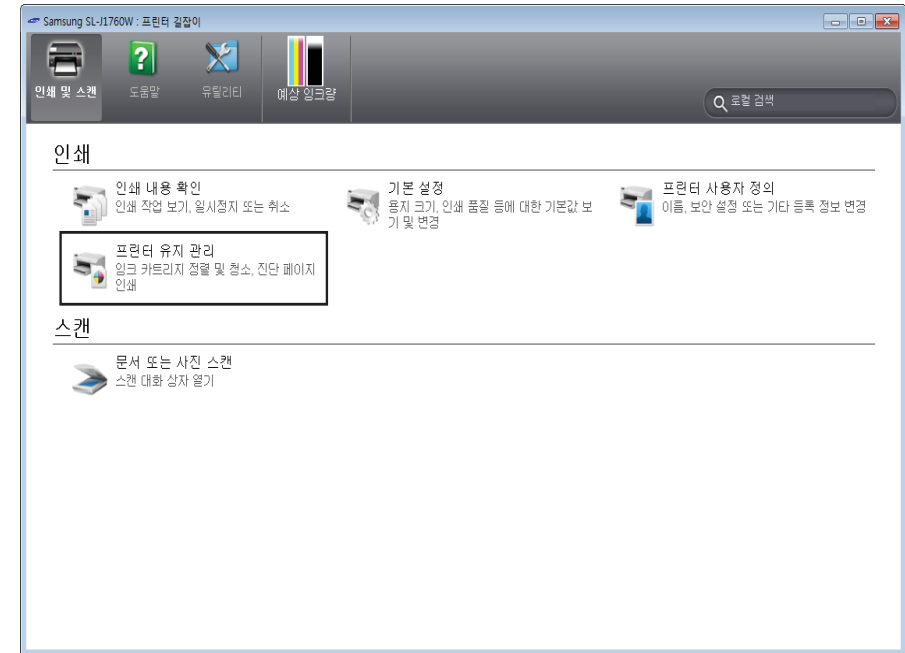 Samsung SL-J1760W : 프린터 길잡이
인쇄 및 스캔
도움말
유틸리티
예상 잉크량
로컬 검색
인쇄
인쇄 내용 확인
인쇄 작업 보기, 일시정지 또는 취소
기본 설정
용지 크기, 인쇄 품질 등에 대한 기본값 보
기 및 변경
프린터 사용자 정의
이름, 보안 설정 또는 기타 등록 정보 변경
프린터 유지 관리
잉크 카트리지 정렬 및 청소, 진단 페이지
인쇄
스캔
문서 또는 사진 스캔
스캔 대화 상자 열기